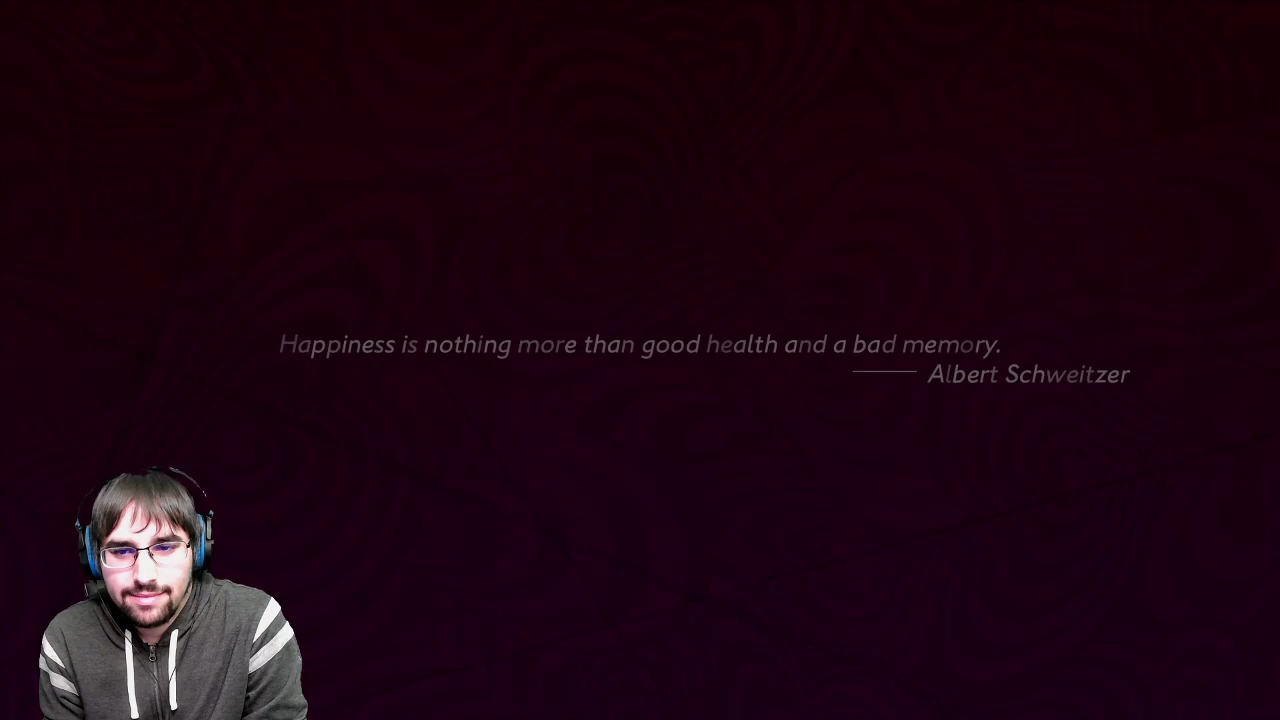 Happiness is nothing more than good health and a bad memory.
Albert Schweitzer